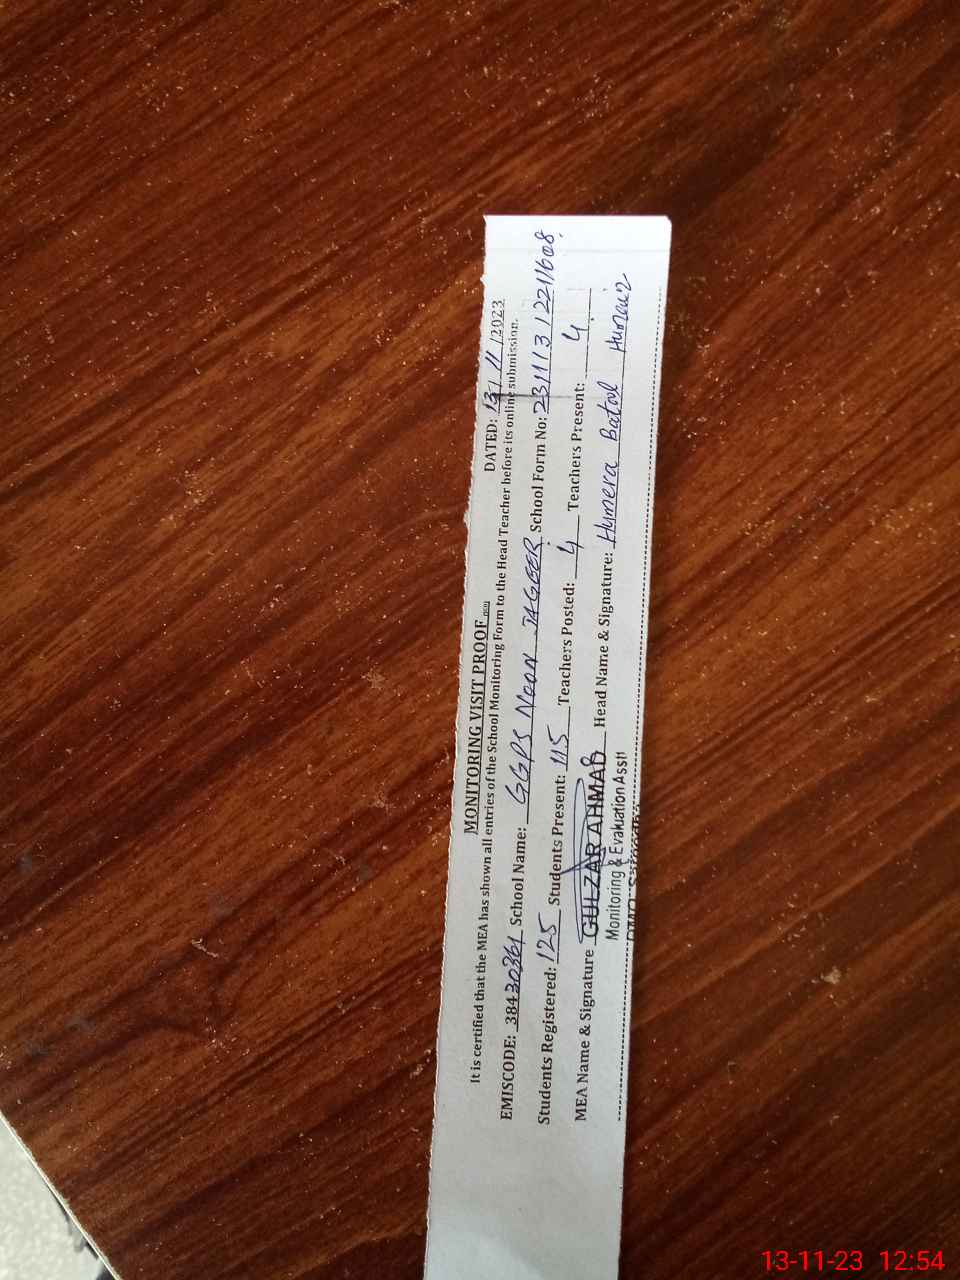 MONITORING VISIT PROOF DATED: 13/11/2023
It is certified that the MEA has shown all entries of the School Monitoring Form to the Head Teacher before its online submission.
EMISCODE: 38430361 School Name: GGPS NOON JAGEER School Form No: 23111312211608
Students Registered: 125 Students Present: 115 Teachers Posted: 4 Teachers Present: 4
MEA Name & Signature GULZAR AHMAD Head Name & Signature: Humera Batol
Monitoring & Evaluation Asstt
13-11-23 12:54